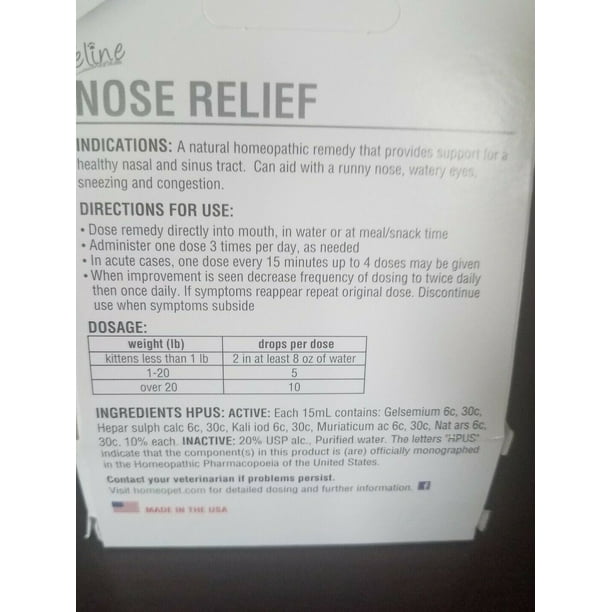 eline
NOSE RELIEF
INDICATIONS: A natural homeopathic remedy that provides support for a
healthy nasal and sinus tract. Can aid with a runny nose, watery eyes,
sneezing and congestion.
DIRECTIONS FOR USE:
• Dose remedy directly into mouth, in water or at meal/snack time
• Administer one dose 3 times per day, as needed
• In acute cases, one dose every 15 minutes up to 4 doses may be given
• When improvement is seen decrease frequency of dosing to twice daily
then once daily. If symptoms reappear repeat original dose. Discontinue
use when symptoms subside
DOSAGE:
weight (lb) drops per dose
kittens less than 1 lb 2 in at least 8 oz of water
1-20 5
over 20 10
INGREDIENTS HPUS: ACTIVE: Each 15mL contains: Gelsemium 6c, 30c,
Hepar sulph calc 6c, 30c, Kali iod 6c, 30c, Muriaticum ac 6c, 30c, Nat ars 6c,
30c. 10% each. INACTIVE: 20% USP alc., Purified water. The letters "HPUS"
indicate that the component(s) in this product is (are) officially monographed
in the Homeopathic Pharmacopoeia of the United States.
Contact your veterinarian if problems persist.
Visit homeopet.com for detailed dosing and further information. f
MADE IN THE USA